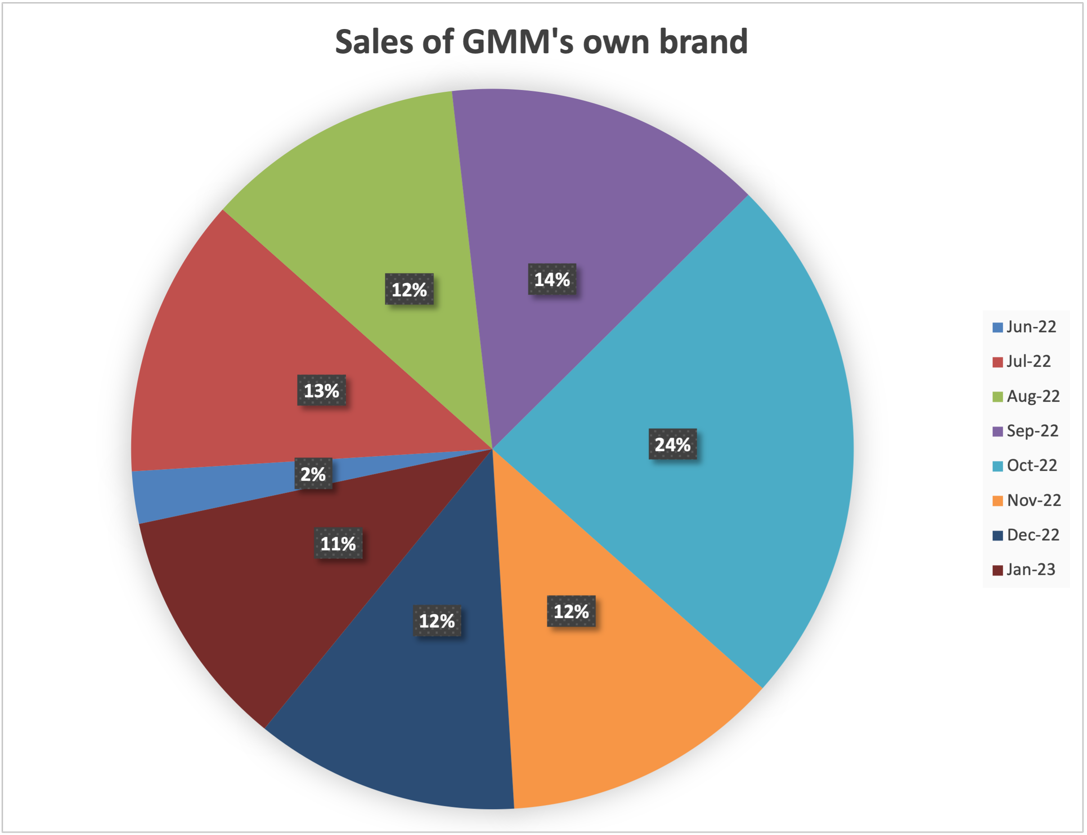 Sales of GMM's own brand
14%
12%
13%
24%
2%
11%
12%
12%
Jun-22
Jul-22
Aug-22
Sep-22
Oct-22
Nov-22
Dec-22
Jan-23